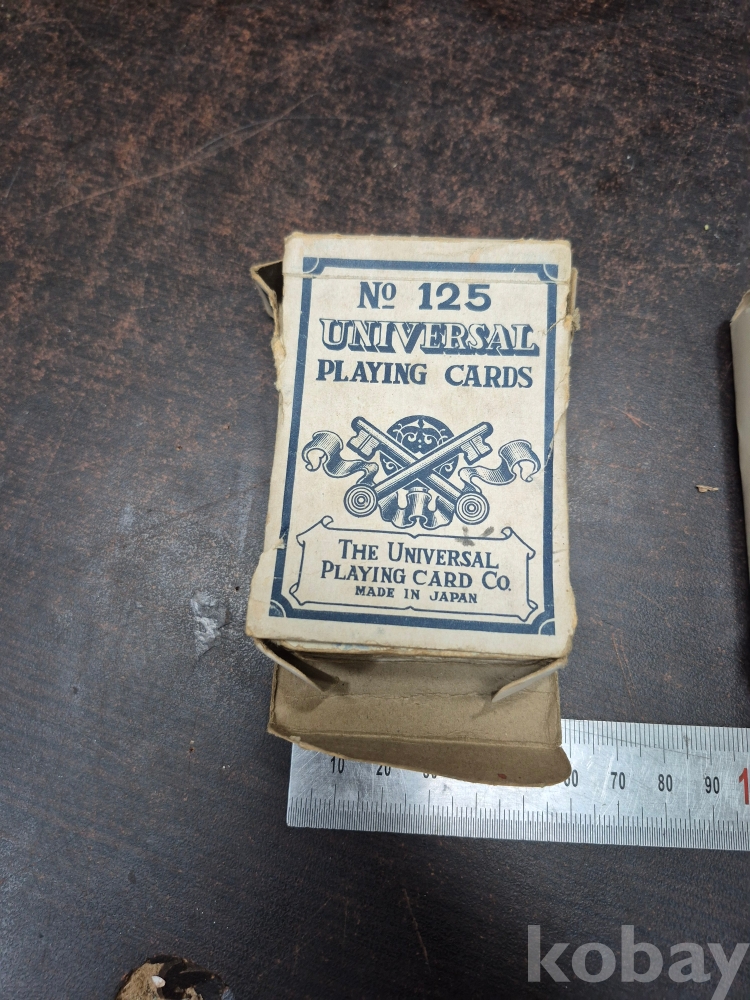 No 125
UNIVERSAL
PLAYING CARDS
THE UNIVERSAL
PLAYING CARD CO.
MADE IN JAPAN
10 20 60 70 80 90
kobay